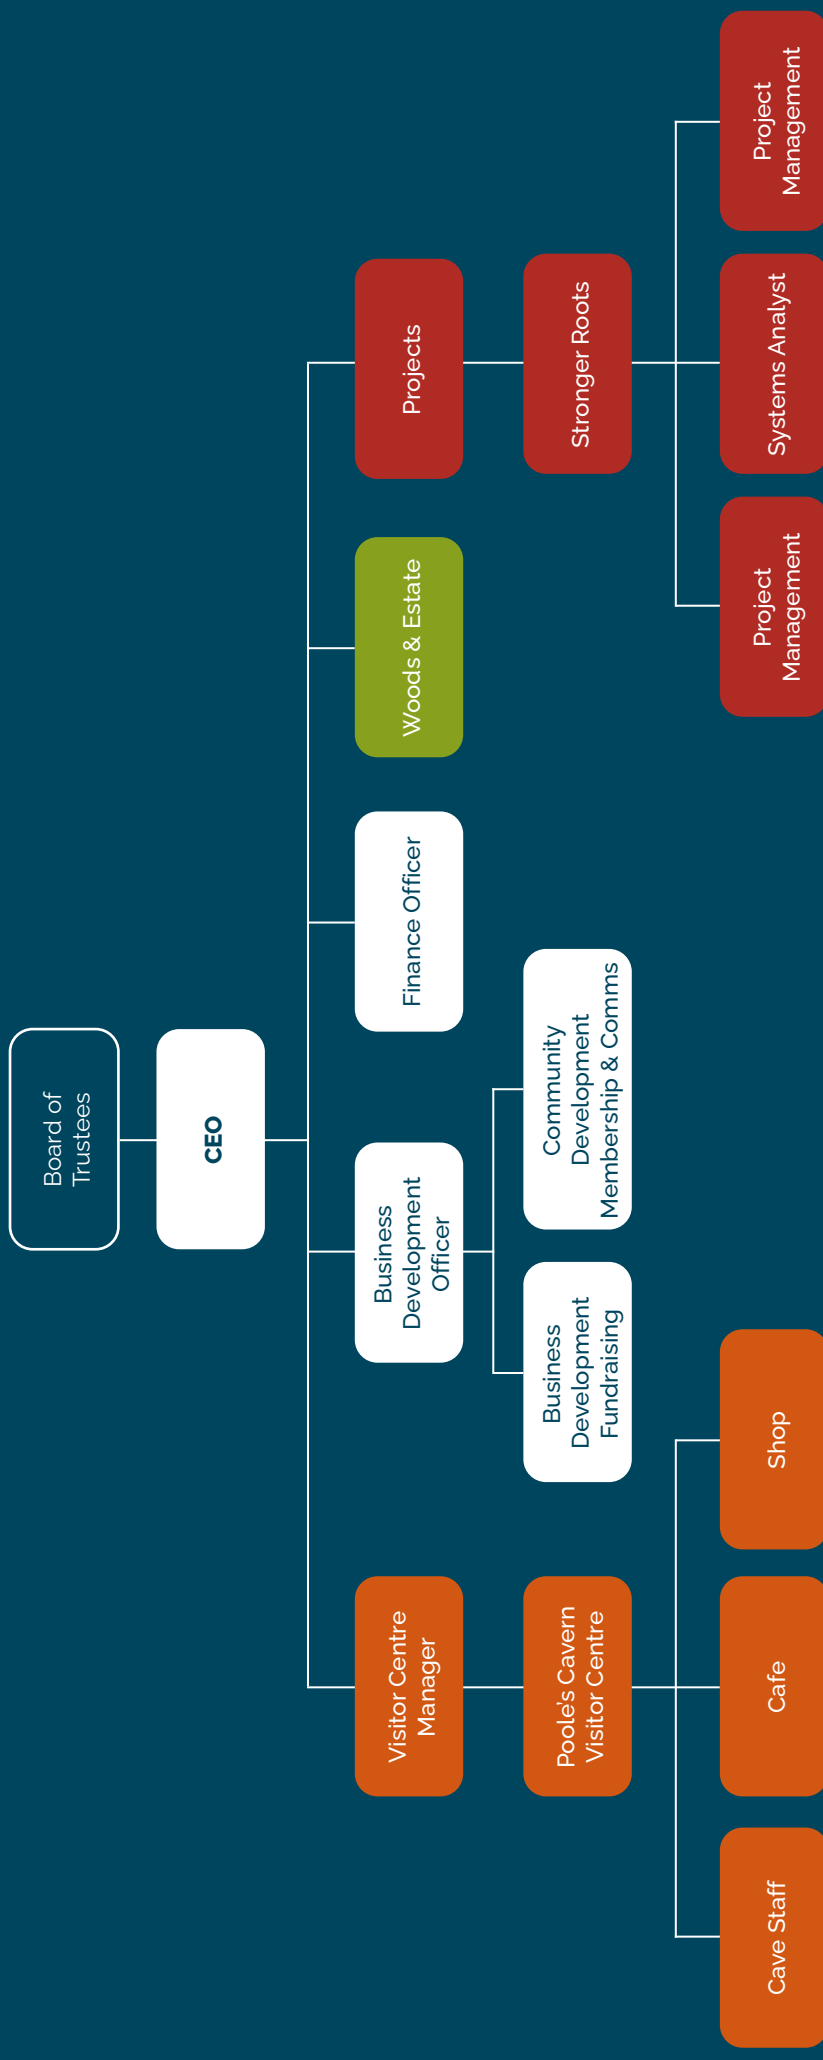 Board of
Trustees
CEO
Visitor Centre
Manager
Business
Development
Officer
Finance Officer
Woods & Estate
Projects
Poole's Cavern
Visitor Centre
Business
Development
Fundraising
Community
Development
Membership & Comms
Stronger Roots
Cave Staff
Cafe
Shop
Project
Management
Systems Analyst
Project
Management